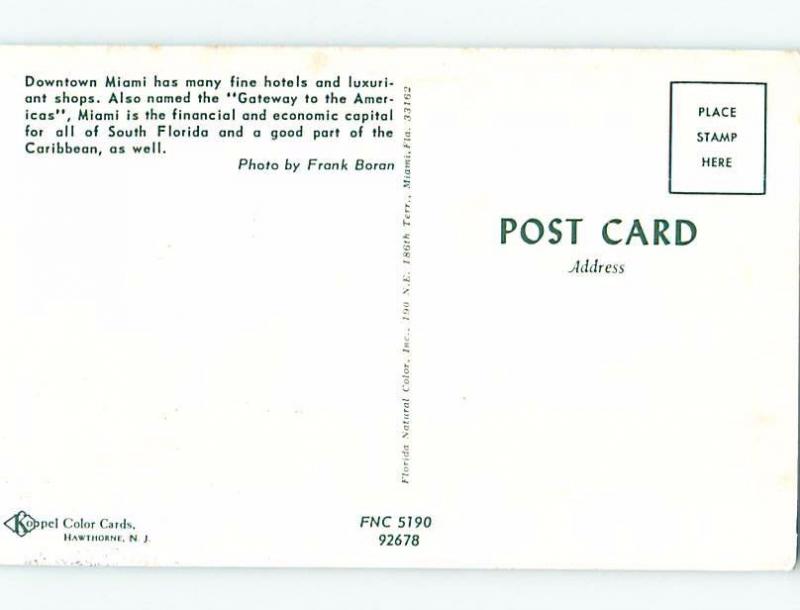 Downtown Miami has many fine hotels and luxuri-
ant shops. Also named the "Gateway to the Amer-
icas", Miami is the financial and economic capital
for all of South Florida and a good part of the
Caribbean, as well.
Photo by Frank Boran
Florida Natural Color, Inc., 190 N.E. 186th Terr., Miami, Fla. 33162
PLACE
STAMP
HERE
POST CARD
Address
Koppel Color Cards,
HAWTHORNE, N. J.
FNC 5190
92678